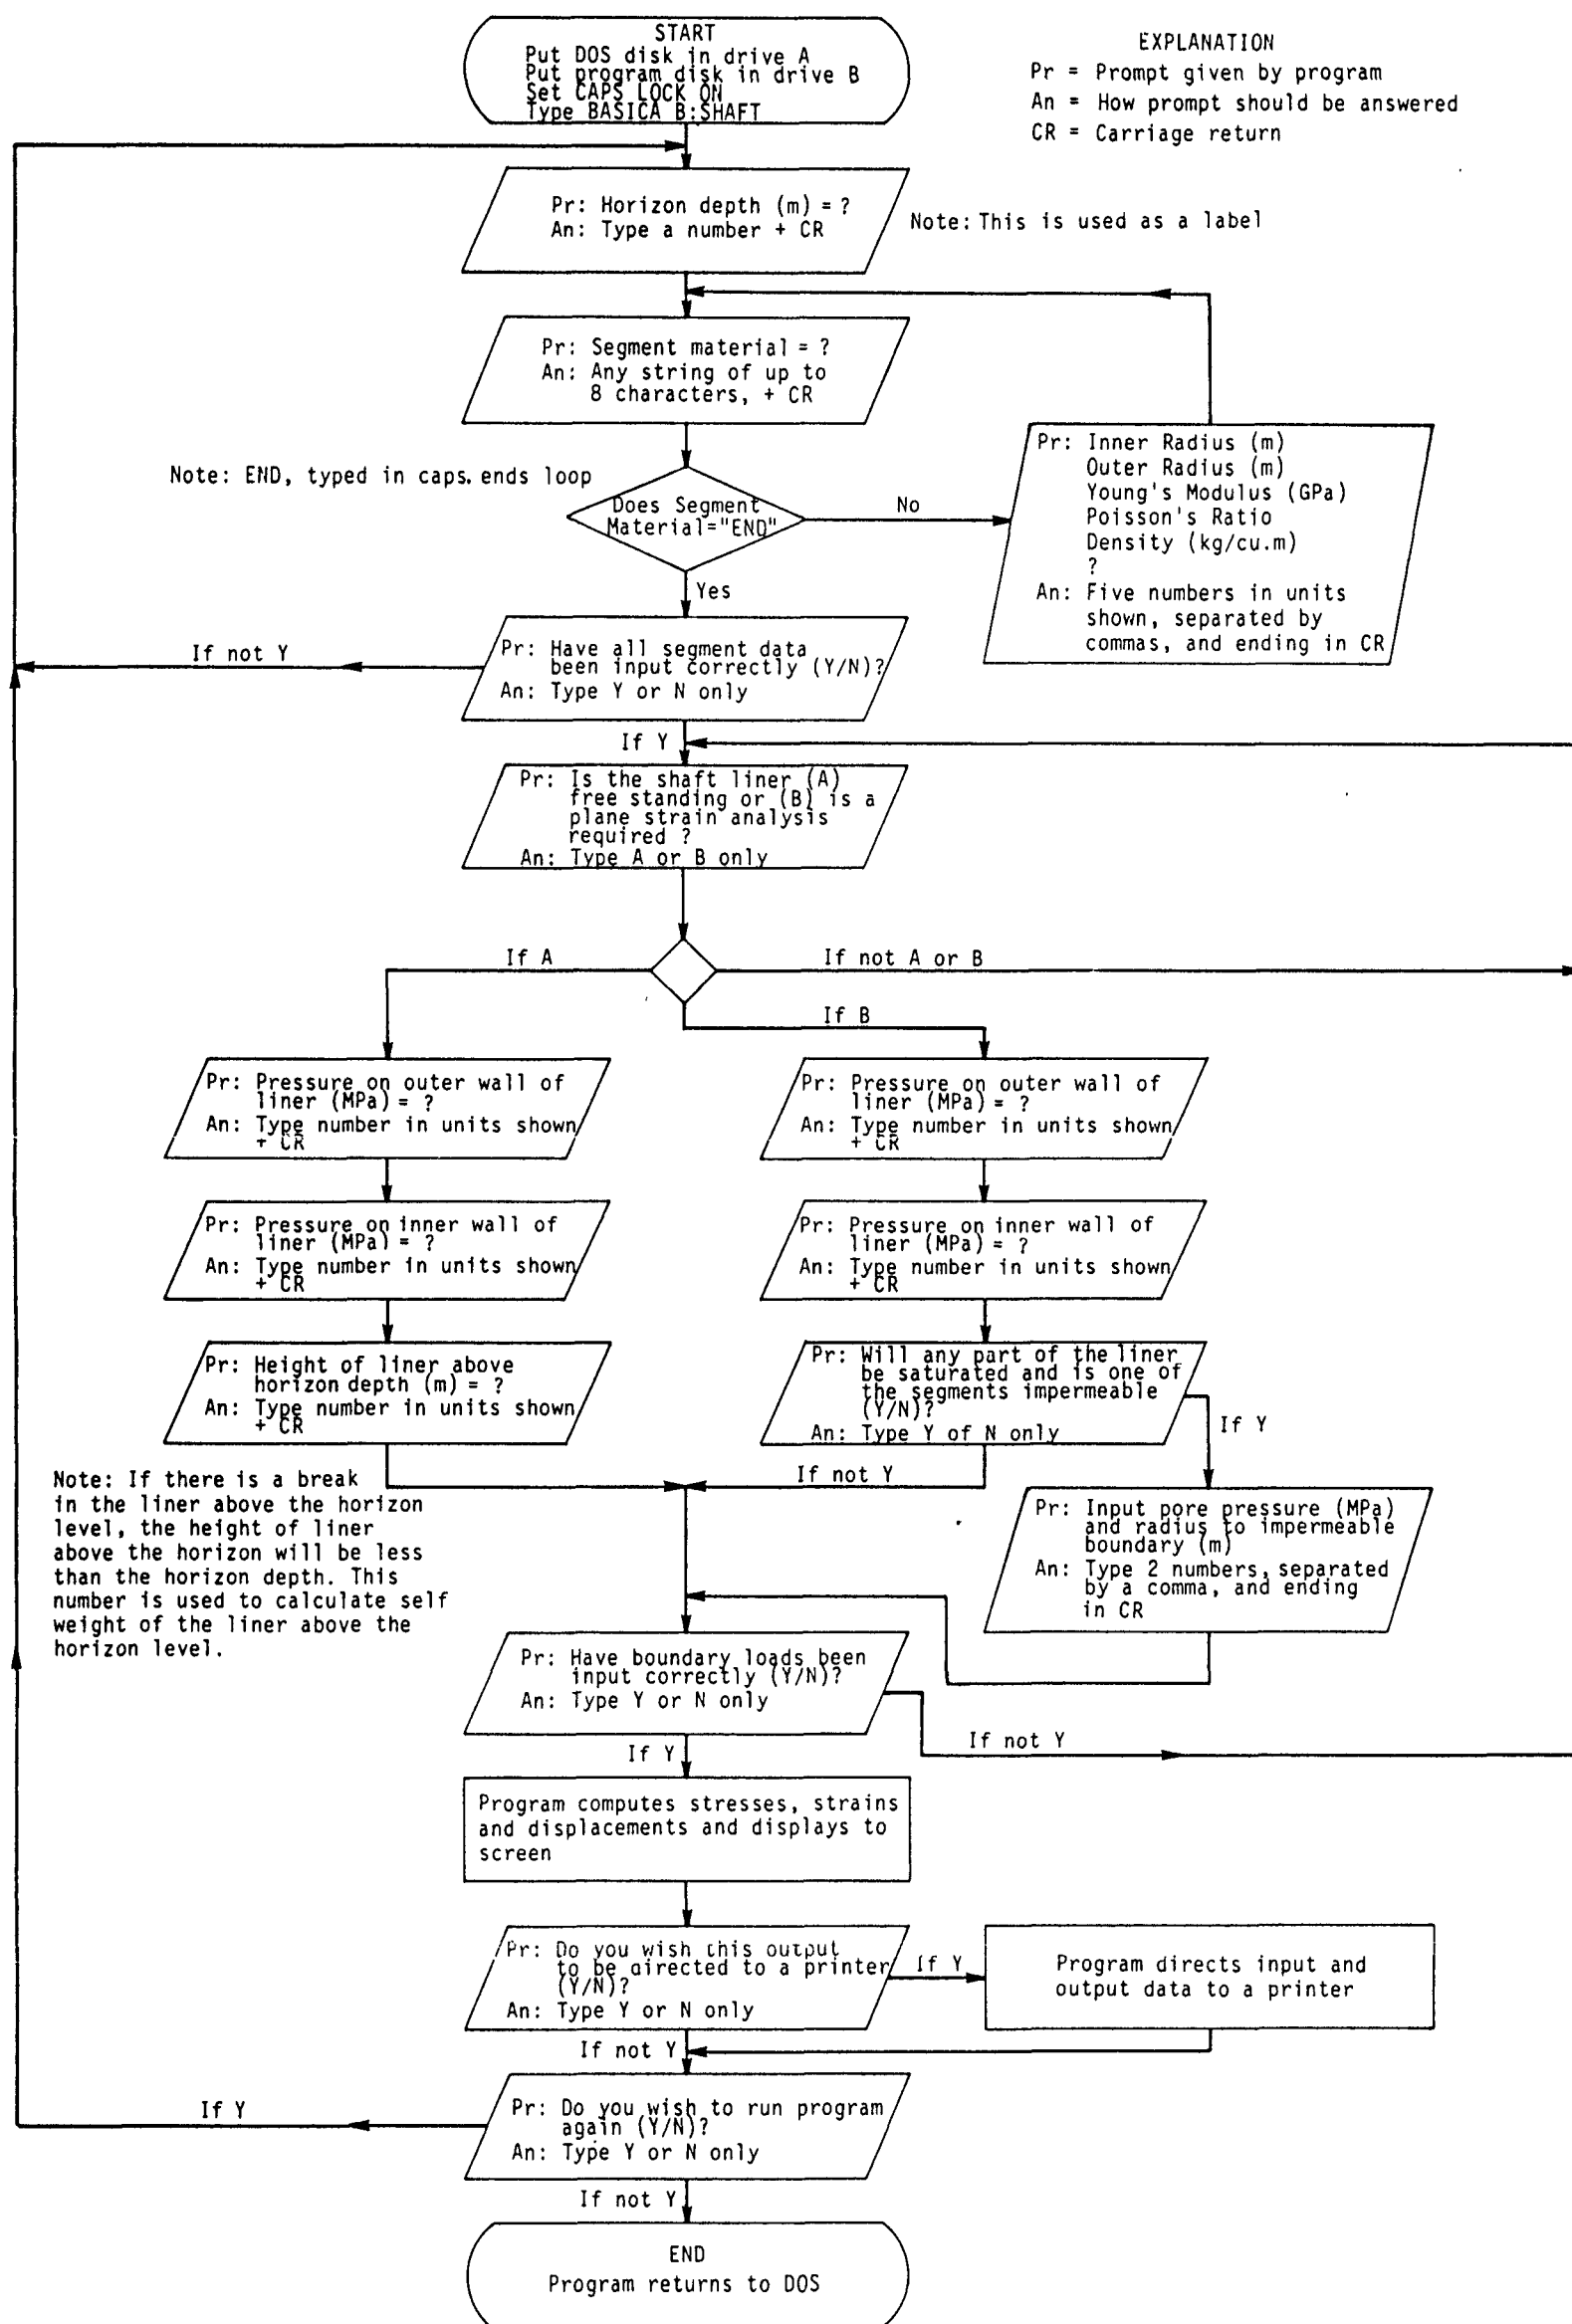 START
Put DOS disk in drive A
Put program disk in drive B
Set CAPS LOCK ON
Type BASICA B:SHAFT
EXPLANATION
Pr = Prompt given by program
An = How prompt should be answered
CR = Carriage return
Pr: Horizon depth (m) = ?
An: Type a number + CR
Note: This is used as a label
Pr: Segment material = ?
An: Any string of up to
8 characters, + CR
Note: END, typed in caps. ends loop
Does Segment
Material="END"
No
Yes
Pr: Inner Radius (m)
Outer Radius (m)
Young's Modulus (GPa)
Poisson's Ratio
Density (kg/cu.m)
?
An: Five numbers in units
shown, separated by
commas, and ending in CR
Pr: Have all segment data
been input correctly (Y/N)?
An: Type Y or N only
If not Y
If Y
Pr: Is the shaft liner (A)
free standing or (B) is a
plane strain analysis
required ?
An: Type A or B only
If A
If not A or B
If B
Pr: Pressure on outer wall of
liner (MPa) = ?
An: Type number in units shown
+ CR
Pr: Pressure on inner wall of
liner (MPa) = ?
An: Type number in units shown
+ CR
Pr: Height of liner above
horizon depth (m) = ?
An: Type number in units shown
+ CR
Pr: Pressure on outer wall of
liner (MPa) = ?
An: Type number in units shown
+ CR
Pr: Pressure on inner wall of
liner (MPa) = ?
An: Type number in units shown
+ CR
Pr: Will any part of the liner
be saturated and is one of
the segments impermeable
(Y/N)?
An: Type Y of N only
If Y
If not Y
Note: If there is a break
in the liner above the horizon
level, the height of liner
above the horizon will be less
than the horizon depth. This
number is used to calculate self
weight of the liner above the
horizon level.
Pr: Input pore pressure (MPa)
and radius to impermeable
boundary (m)
An: Type 2 numbers, separated
by a comma, and ending
in CR
Pr: Have boundary loads been
input correctly (Y/N)?
An: Type Y or N only
If not Y
If Y
Program computes stresses, strains
and displacements and displays to
screen
Pr: Do you wish this output
to be directed to a printer
(Y/N)?
An: Type Y or N only
If Y
Program directs input and
output data to a printer
If not Y
Pr: Do you wish to run program
again (Y/N)?
An: Type Y or N only
If Y
If not Y
END
Program returns to DOS